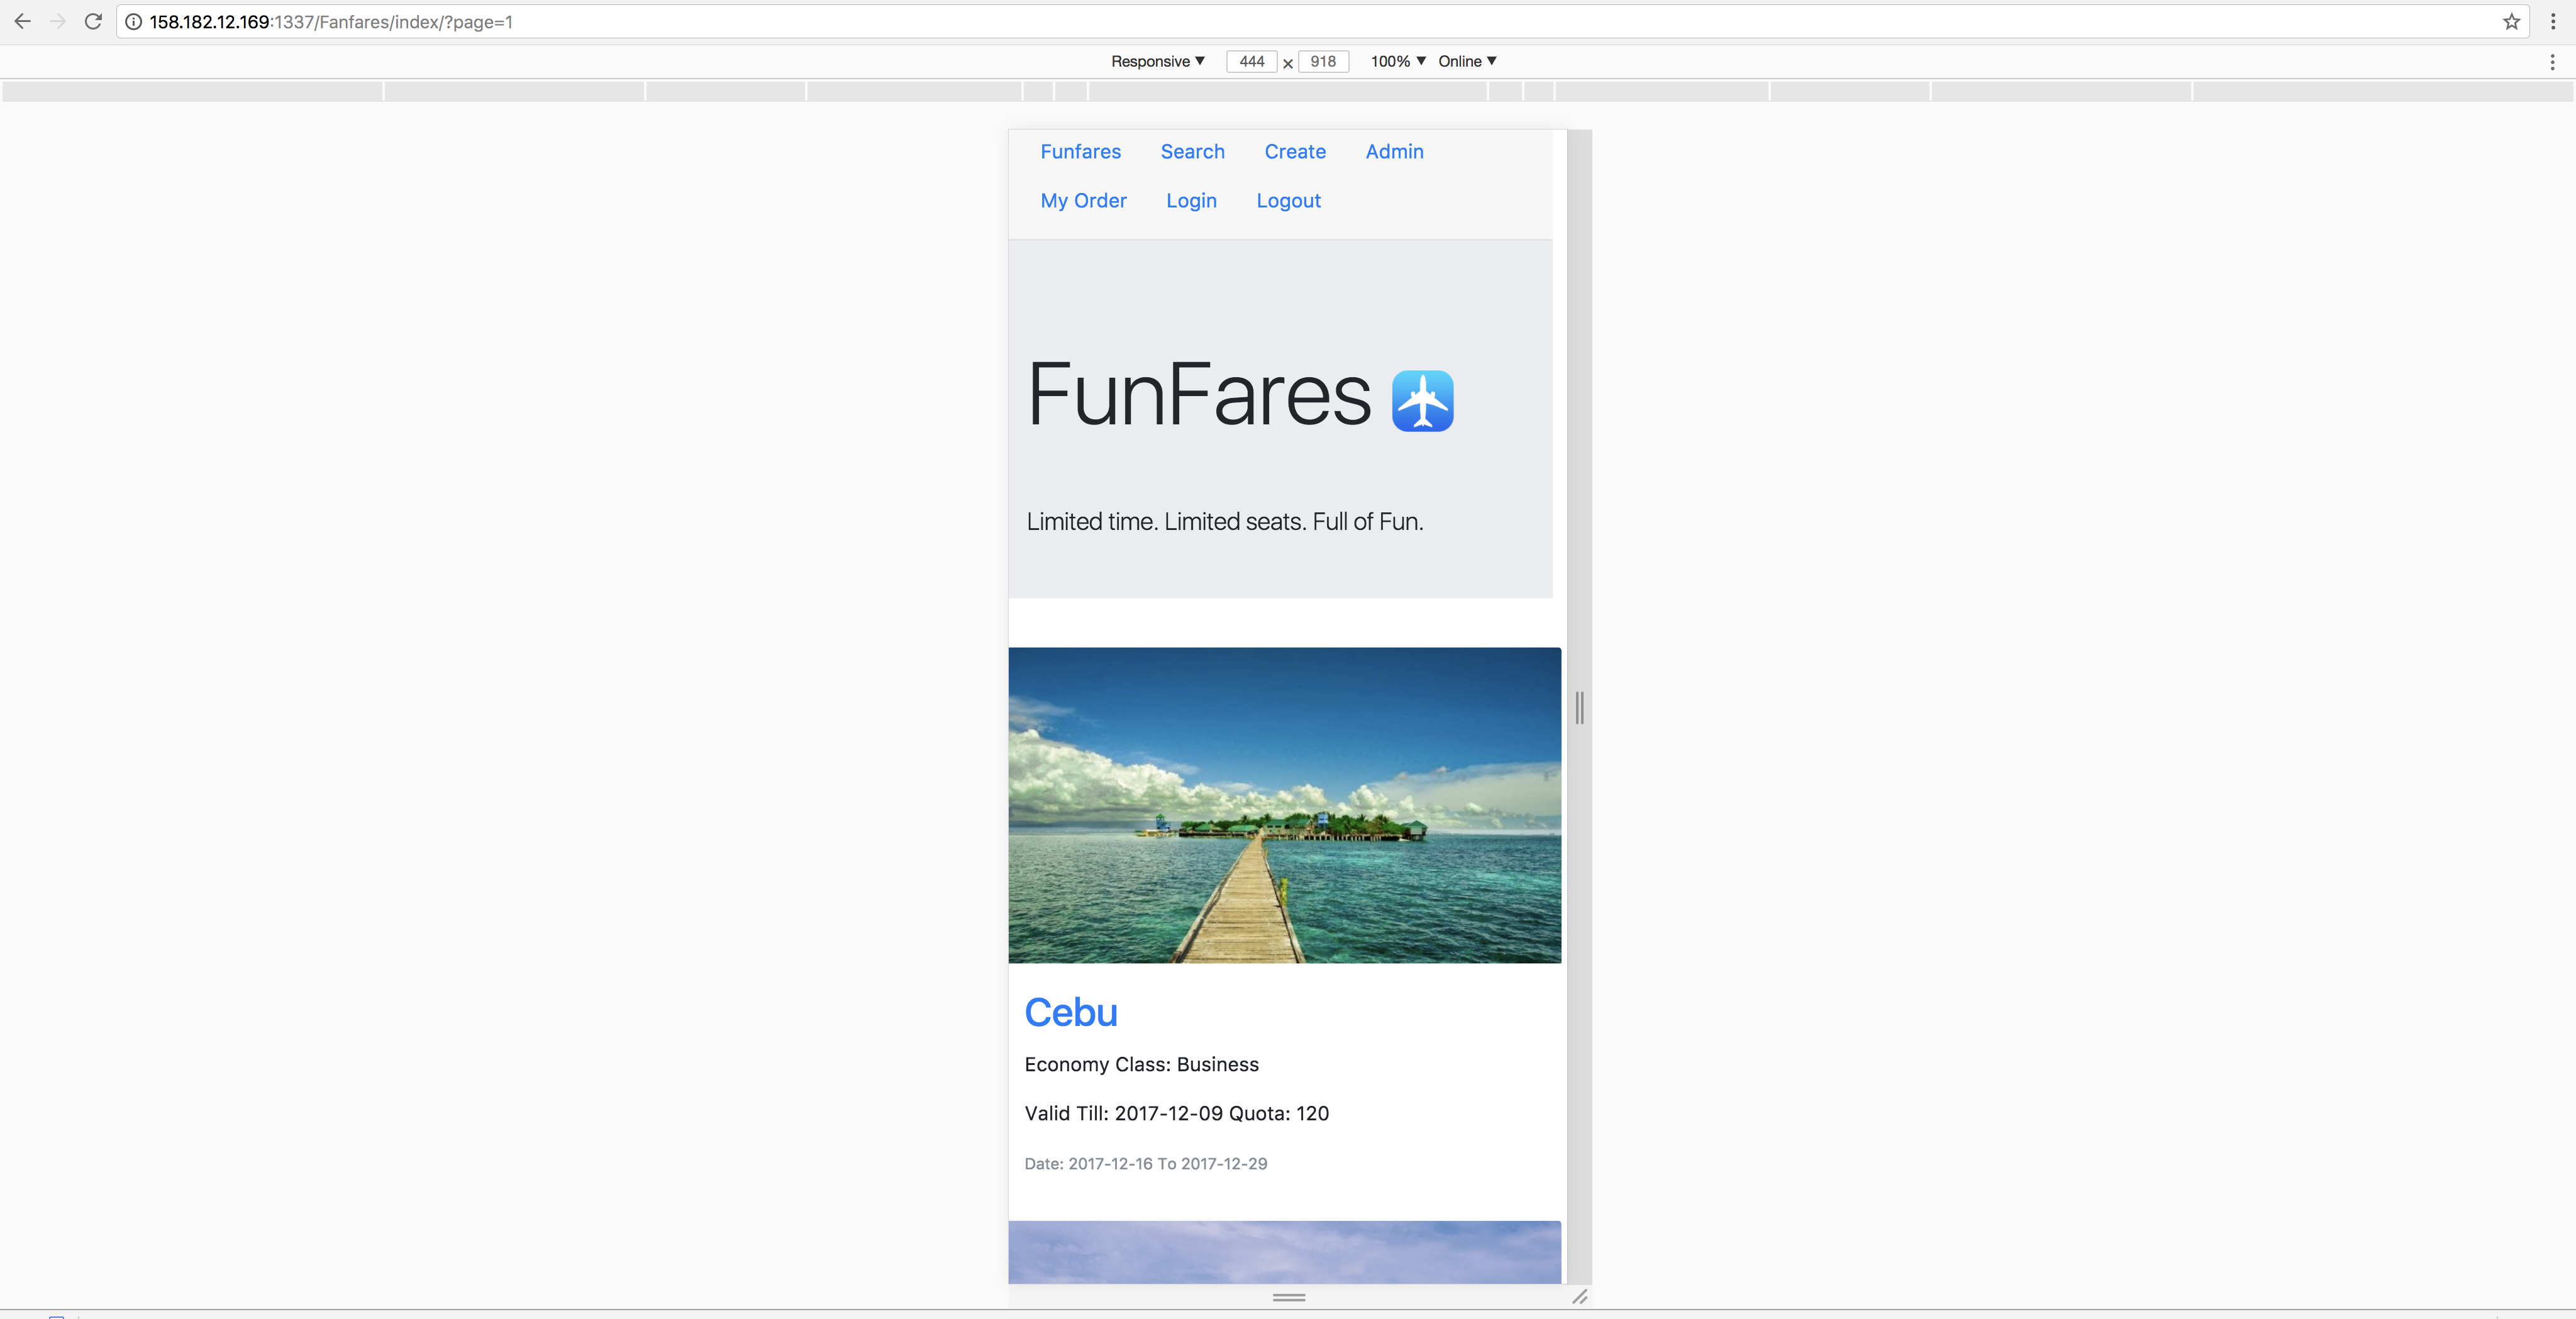 158.182.12.169:1337/Fanfares/index/?page=1
Responsive ▼ 444 × 918 100% ▼ Online ▼
Funfares Search Create Admin
My Order Login Logout
FunFares
Limited time. Limited seats. Full of Fun.
Cebu
Economy Class: Business
Valid Till: 2017-12-09 Quota: 120
Date: 2017-12-16 To 2017-12-29